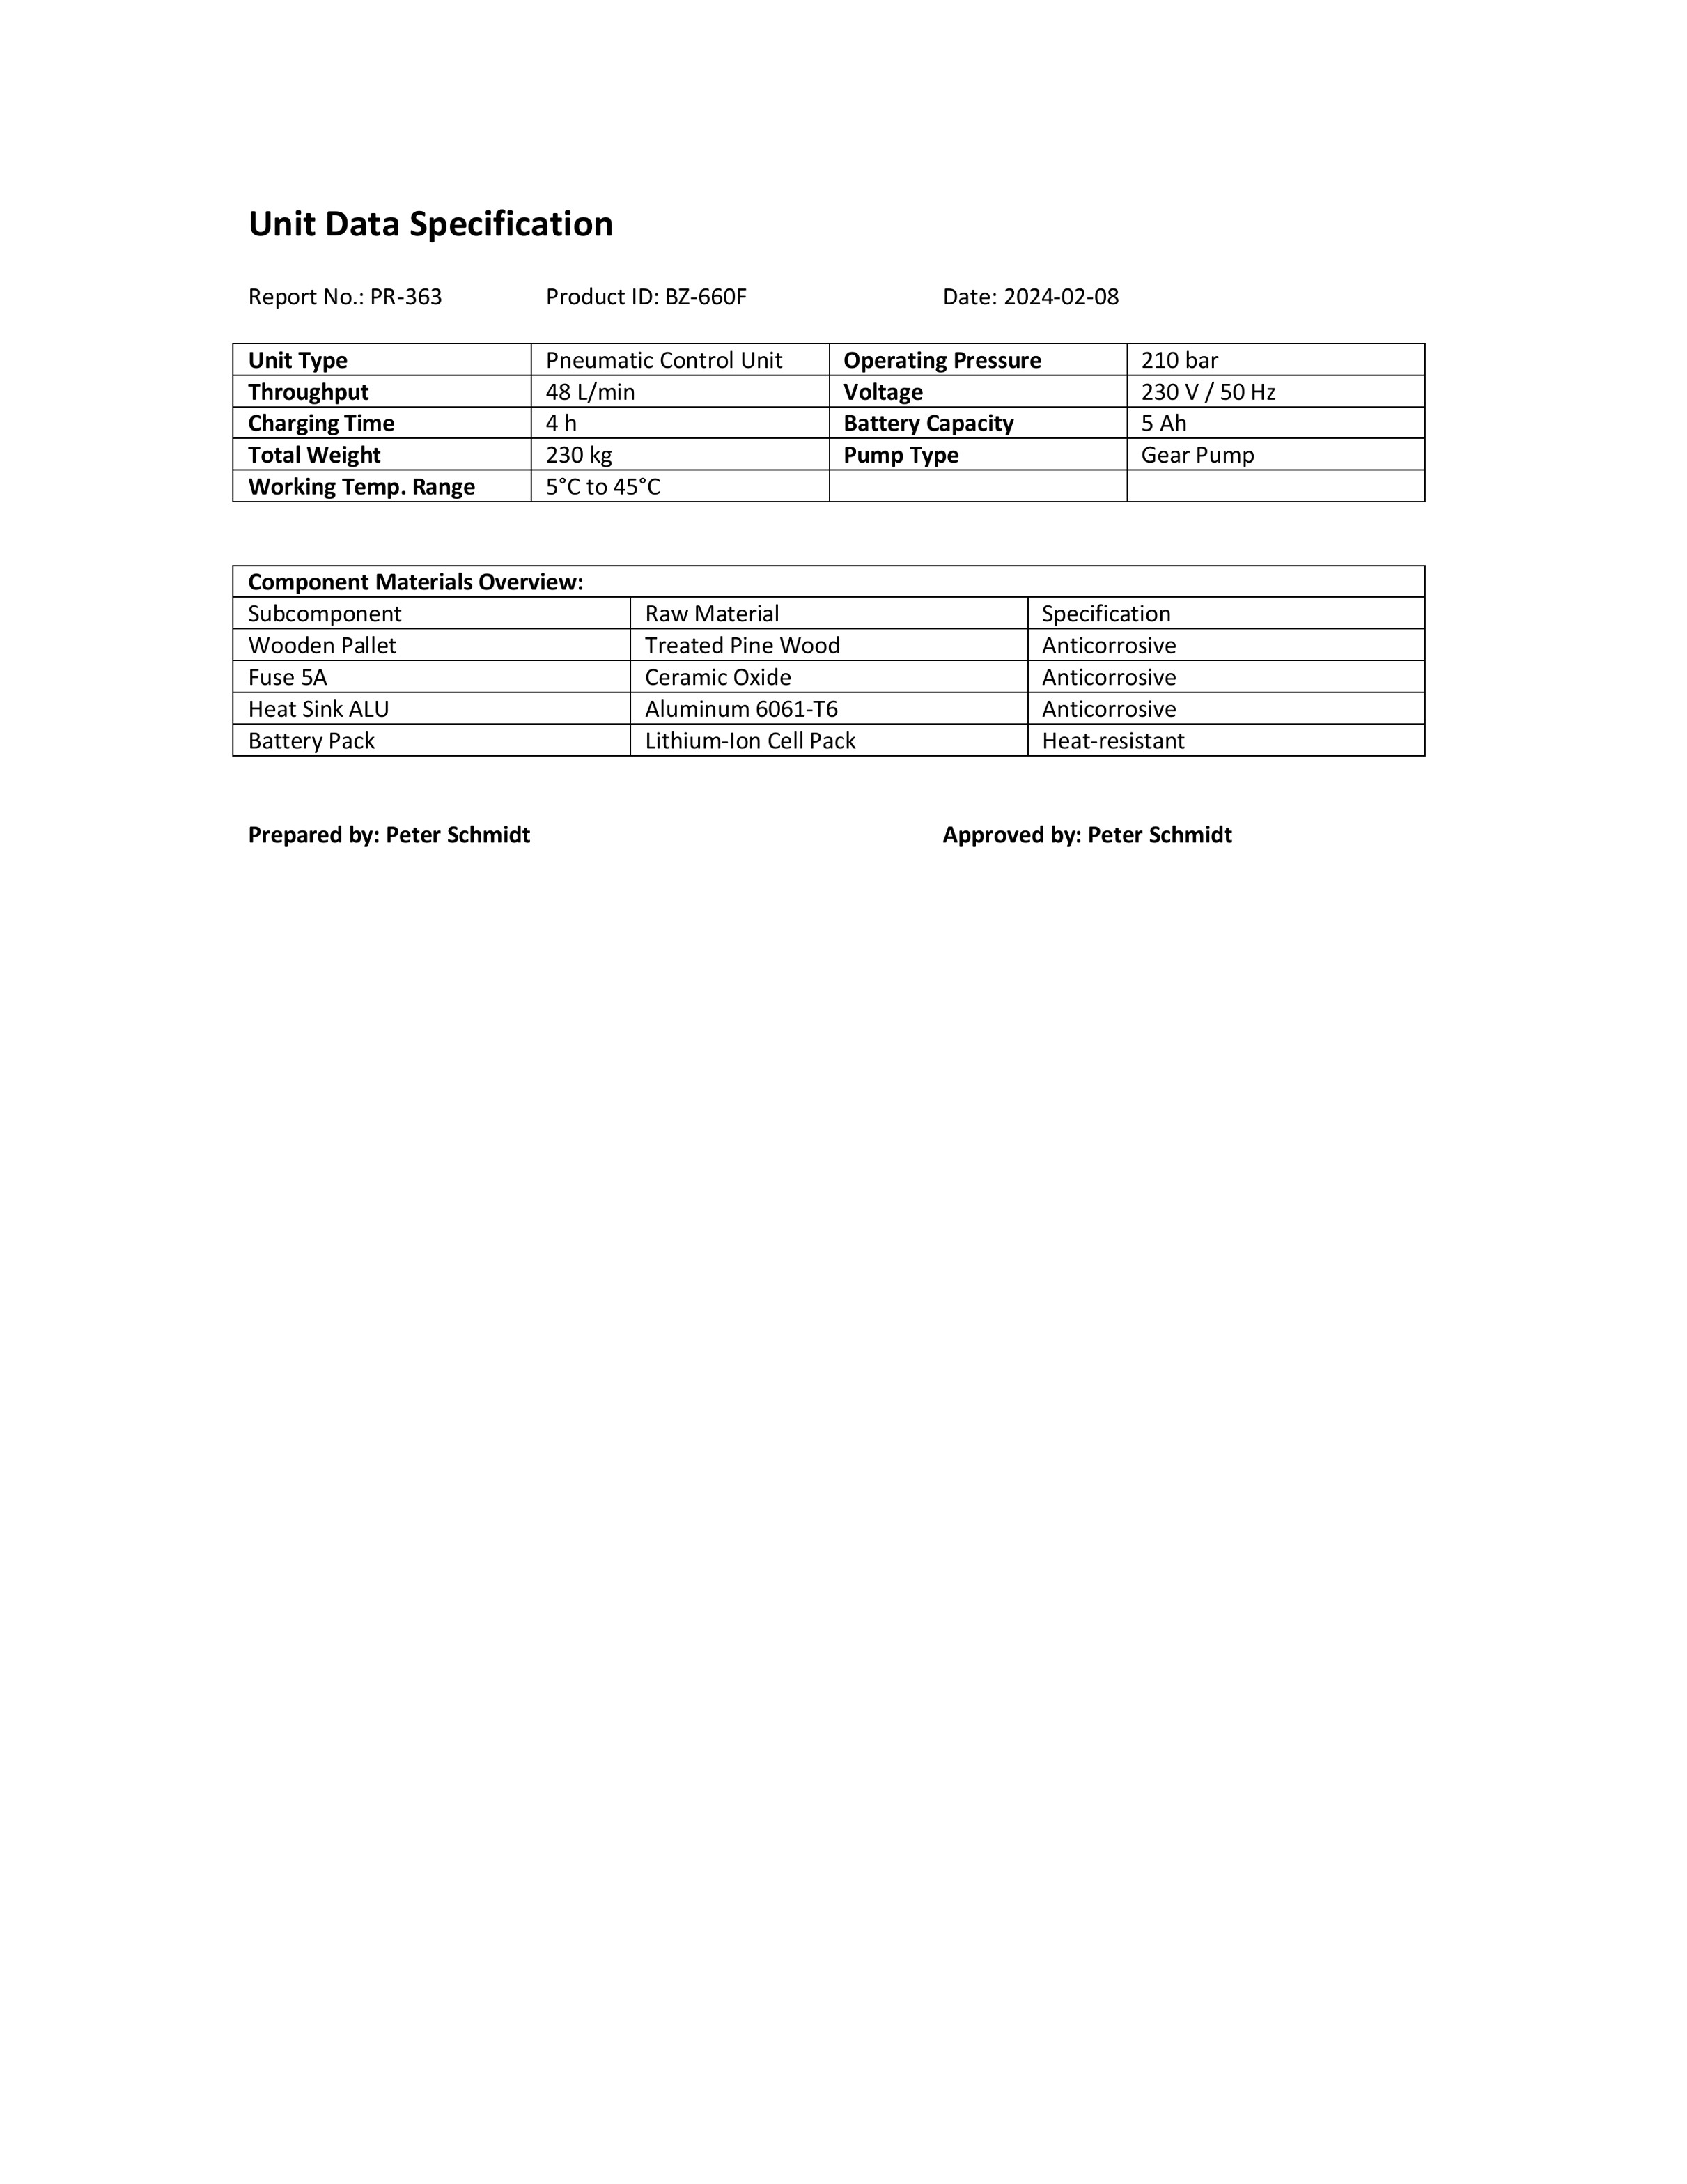 Unit Data Specification
Report No.: PR-363 Product ID: BZ-660F Date: 2024-02-08
Unit Type Pneumatic Control Unit Operating Pressure 210 bar
Throughput 48 L/min Voltage 230 V / 50 Hz
Charging Time 4 h Battery Capacity 5 Ah
Total Weight 230 kg Pump Type Gear Pump
Working Temp. Range 5°C to 45°C
Component Materials Overview:
Subcomponent Raw Material Specification
Wooden Pallet Treated Pine Wood Anticorrosive
Fuse 5A Ceramic Oxide Anticorrosive
Heat Sink ALU Aluminum 6061-T6 Anticorrosive
Battery Pack Lithium-Ion Cell Pack Heat-resistant
Prepared by: Peter Schmidt Approved by: Peter Schmidt